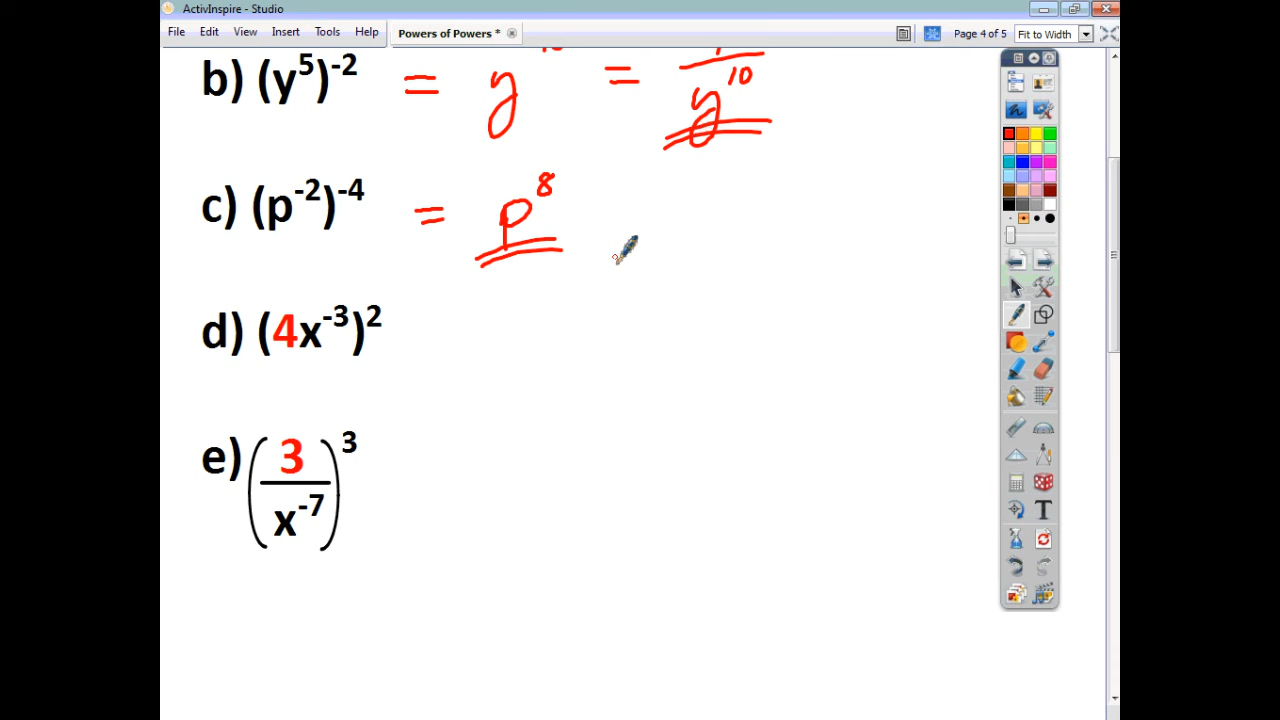 ActivInspire - Studio
File Edit View Insert Tools Help Powers of Powers * Page 4 of 5 Fit to Width
b) (y⁵)⁻² = y = 1/y¹⁰
c) (p⁻²)⁻⁴ = p⁸
d) (4x⁻³)²
e) (3/x⁻⁷)³